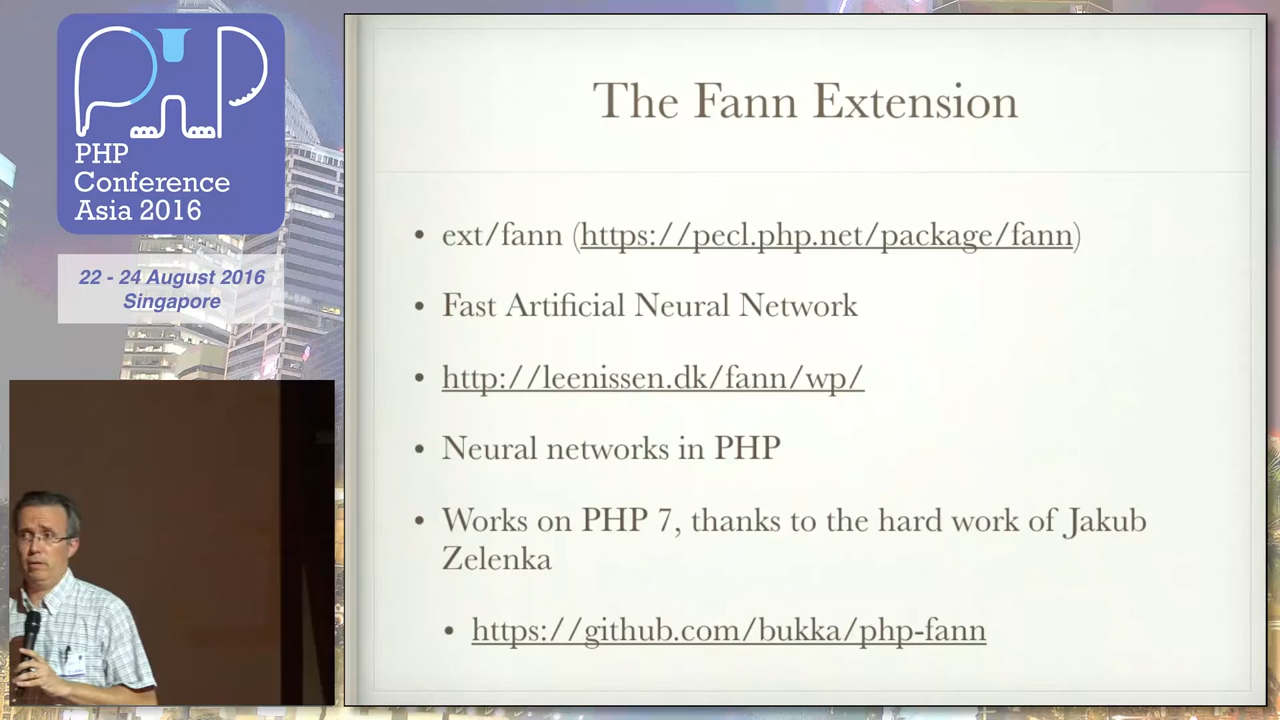 PHP
PHP
Conference
Asia 2016
22 - 24 August 2016
Singapore
The Fann Extension
• ext/fann (https://pecl.php.net/package/fann)
• Fast Artificial Neural Network
• http://leenissen.dk/fann/wp/
• Neural networks in PHP
• Works on PHP 7, thanks to the hard work of Jakub
Zelenka
• https://github.com/bukka/php-fann